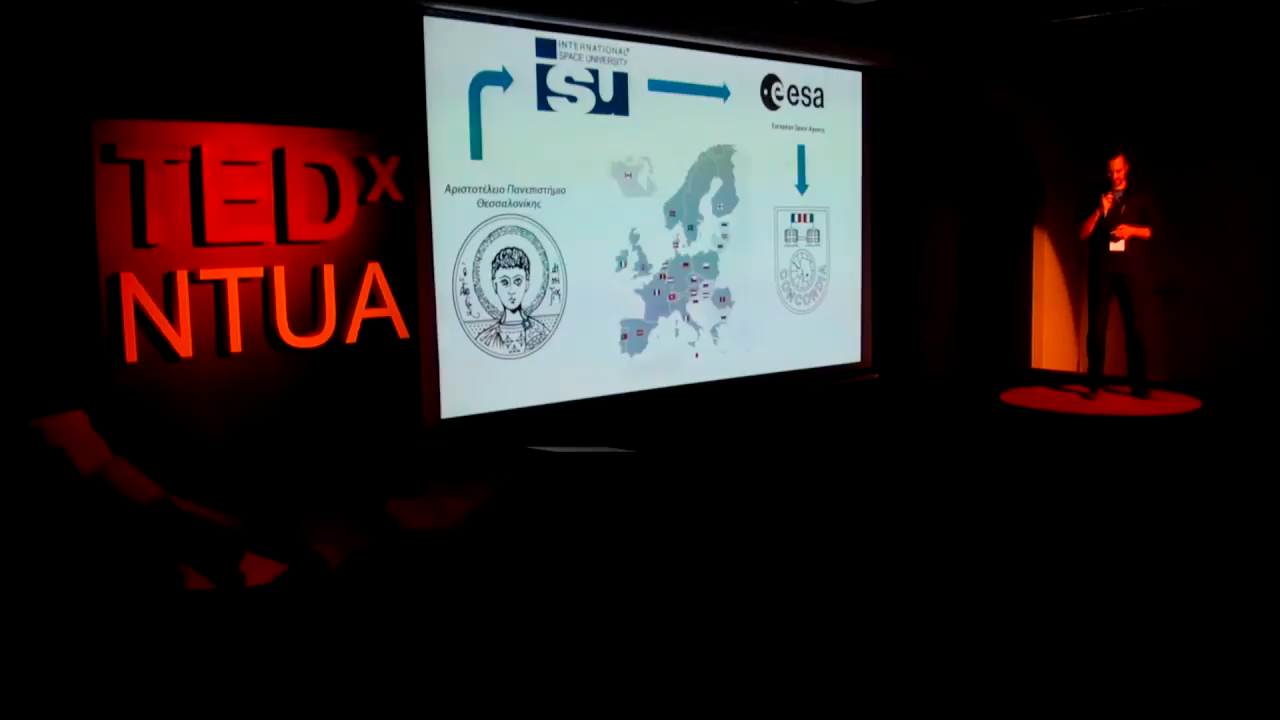 TEDx
NTUA
INTERNATIONAL
SPACE UNIVERSITY
ISU
esa
European Space Agency
Αριστοτέλειο Πανεπιστήμιο
Θεσσαλονίκης
CONCORDIA